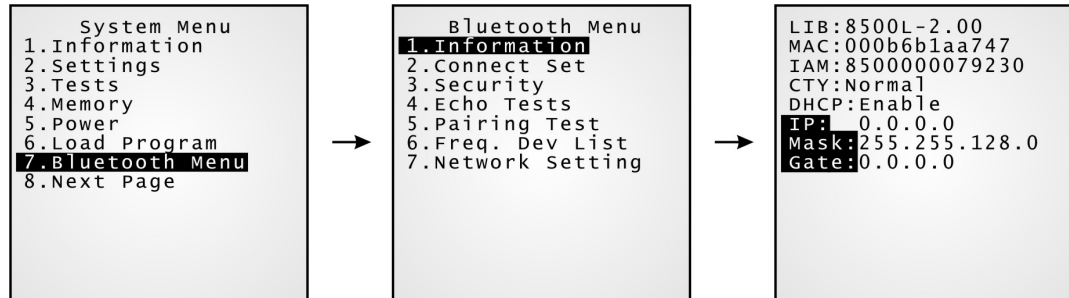 System Menu
1.Information
2.Settings
3.Tests
4.Memory
5.Power
6.Load Program
7.Bluetooth Menu
8.Next Page
Bluetooth Menu
1.Information
2.Connect Set
3.Security
4.Echo Tests
5.Pairing Test
6.Freq. Dev List
7.Network Setting
LIB:8500L-2.00
MAC:000b6b1aa747
IAM:8500000079230
CTY:Normal
DHCP:Enable
IP: 0.0.0.0
Mask:255.255.128.0
Gate:0.0.0.0